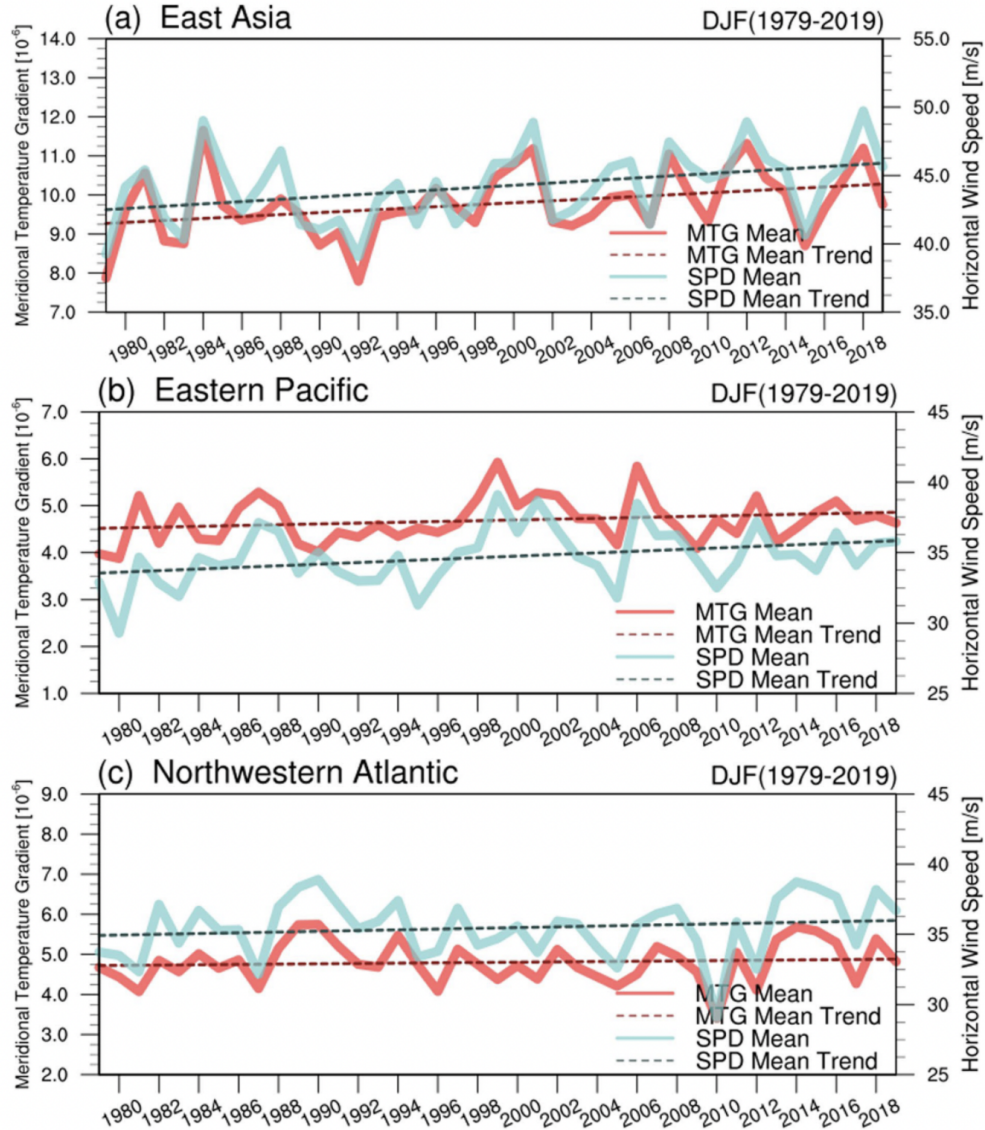 (a) East Asia DJF(1979-2019)
Meridional Temperature Gradient [10⁻⁶]
14.0
13.0
12.0
11.0
10.0
9.0
8.0
7.0
55.0
50.0
45.0
40.0
35.0
Horizontal Wind Speed [m/s]
MTG Mean
MTG Mean Trend
SPD Mean
SPD Mean Trend
1980 1982 1984 1986 1988 1990 1992 1994 1996 1998 2000 2002 2004 2006 2008 2010 2012 2014 2016 2018
(b) Eastern Pacific DJF(1979-2019)
Meridional Temperature Gradient [10⁻⁶]
7.0
6.0
5.0
4.0
3.0
2.0
1.0
45
40
35
30
25
Horizontal Wind Speed [m/s]
MTG Mean
MTG Mean Trend
SPD Mean
SPD Mean Trend
1980 1982 1984 1986 1988 1990 1992 1994 1996 1998 2000 2002 2004 2006 2008 2010 2012 2014 2016 2018
(c) Northwestern Atlantic DJF(1979-2019)
Meridional Temperature Gradient [10⁻⁶]
9.0
8.0
7.0
6.0
5.0
4.0
3.0
2.0
45
40
35
30
25
Horizontal Wind Speed [m/s]
MTG Mean
MTG Mean Trend
SPD Mean
SPD Mean Trend
1980 1982 1984 1986 1988 1990 1992 1994 1996 1998 2000 2002 2004 2006 2008 2010 2012 2014 2016 2018